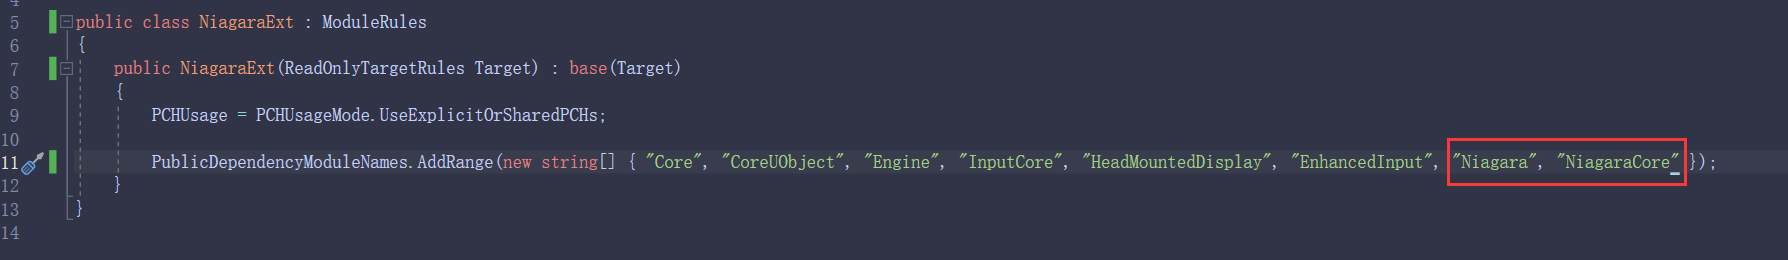 4
5 public class NiagaraExt : ModuleRules
6 {
7 public NiagaraExt(ReadOnlyTargetRules Target) : base(Target)
8 {
9 PCHUsage = PCHUsageMode.UseExplicitOrSharedPCHs;
10
11 PublicDependencyModuleNames.AddRange(new string[] { "Core", "CoreUObject", "Engine", "InputCore", "HeadMountedDisplay", "EnhancedInput", "Niagara", "NiagaraCore" });
12 }
13 }
14